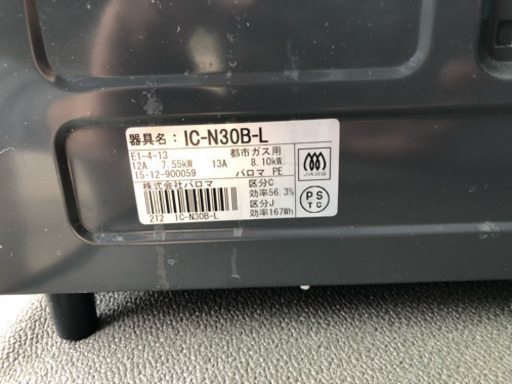 器具名： IC-N30B-L
E1-4-13 都市ガス用
12A 7.55kW 13A 8.10kW
15-12-900059 パロマ PE
株式会社パロマ
区分C
効率56.3%
区分J
効率167Wh
212 IC-N30B-L
PS
TG